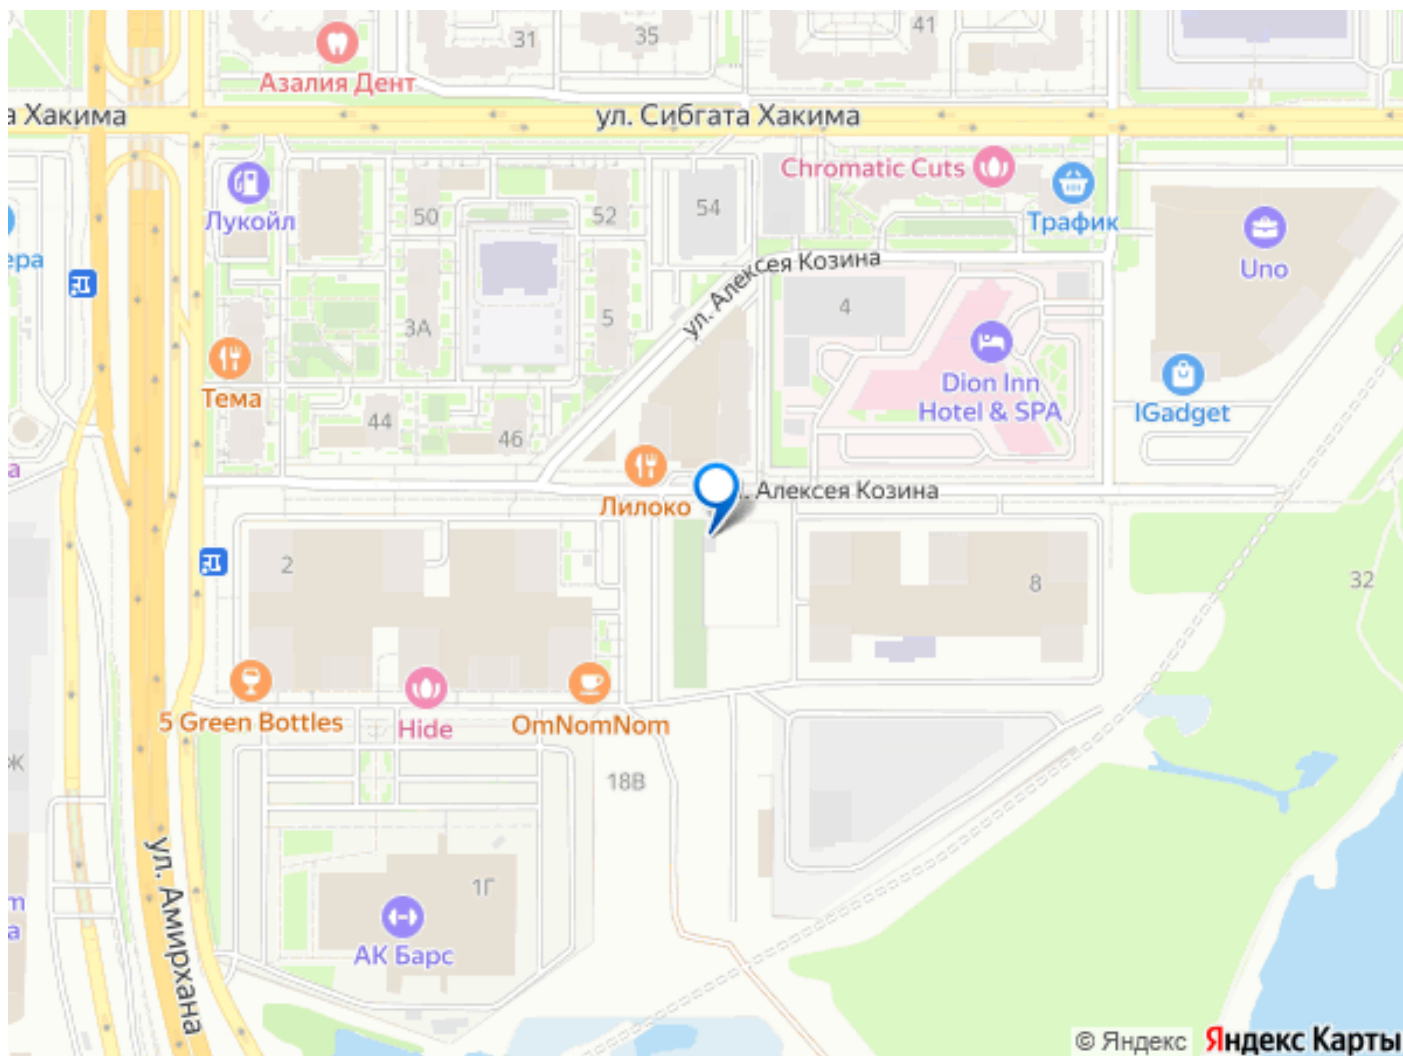 31
35
41
Азалия Дент
а Хакима
ул. Сибгата Хакима
Chromatic Cuts
Лукойл
50
52
54
Трафик
ера
Uno
ул. Алексея Козина
3А
5
4
Тема
Dion Inn
Hotel & SPA
IGadget
44
46
а
Лилоко
л. Алексея Козина
2
8
32
5 Green Bottles
Hide
OmNomNom
Ж
18В
ул. Амирхана
1Г
m
а
АК Барс
© Яндекс Яндекс Карты